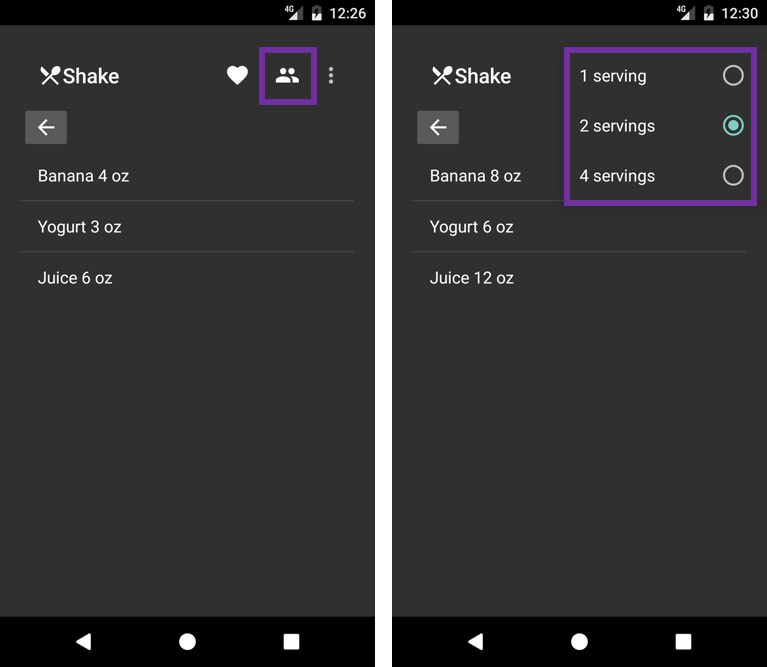 4G 12:26
Shake
Banana 4 oz
Yogurt 3 oz
Juice 6 oz
4G 12:30
Shake
1 serving
2 servings
4 servings
Banana 8 oz
Yogurt 6 oz
Juice 12 oz